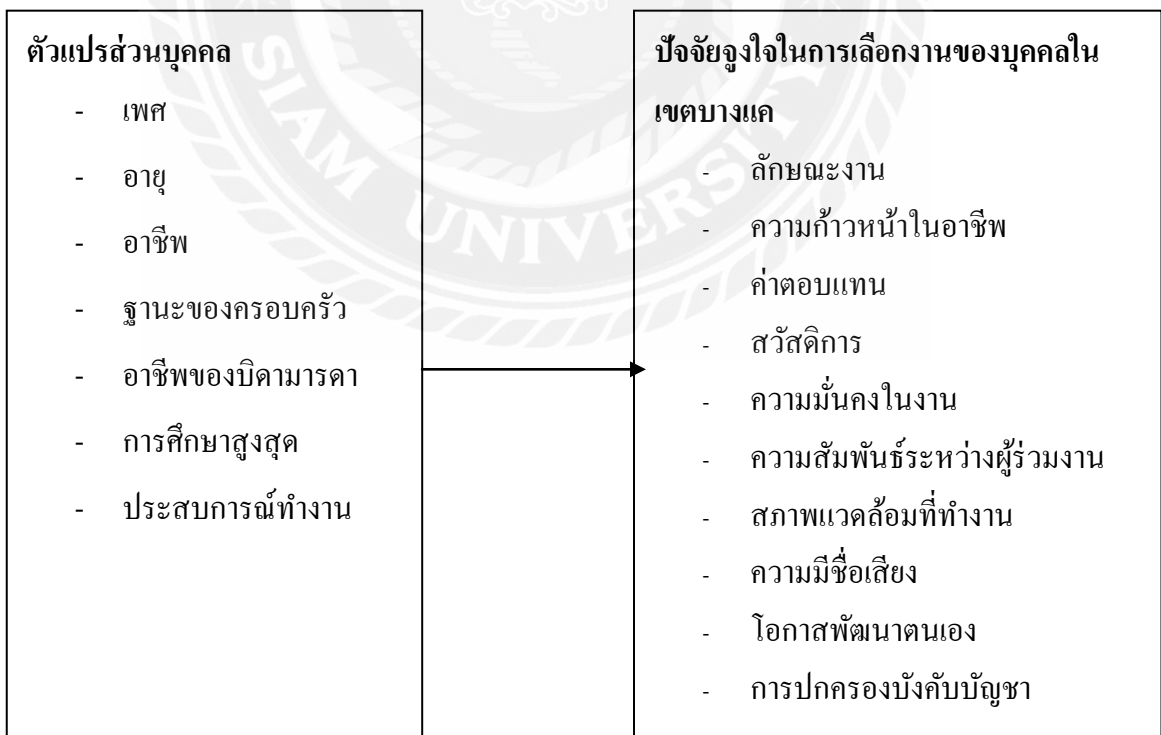 ตัวแปรส่วนบุคคล
- เพศ
- อายุ
- อาชีพ
- ฐานะของครอบครัว
- อาชีพของบิดามารดา
- การศึกษาสูงสุด
- ประสบการณ์ทำงาน
ปัจจัยจูงใจในการเลือกงานของบุคคลใน
เขตบางแค
- ลักษณะงาน
- ความก้าวหน้าในอาชีพ
- ค่าตอบแทน
- สวัสดิการ
- ความมั่นคงในงาน
- ความสัมพันธ์ระหว่างผู้ร่วมงาน
- สภาพแวดล้อมที่ทำงาน
- ความมีชื่อเสียง
- โอกาสพัฒนาตนเอง
- การปกครองบังคับบัญชา
SIAM UNIVERSITY